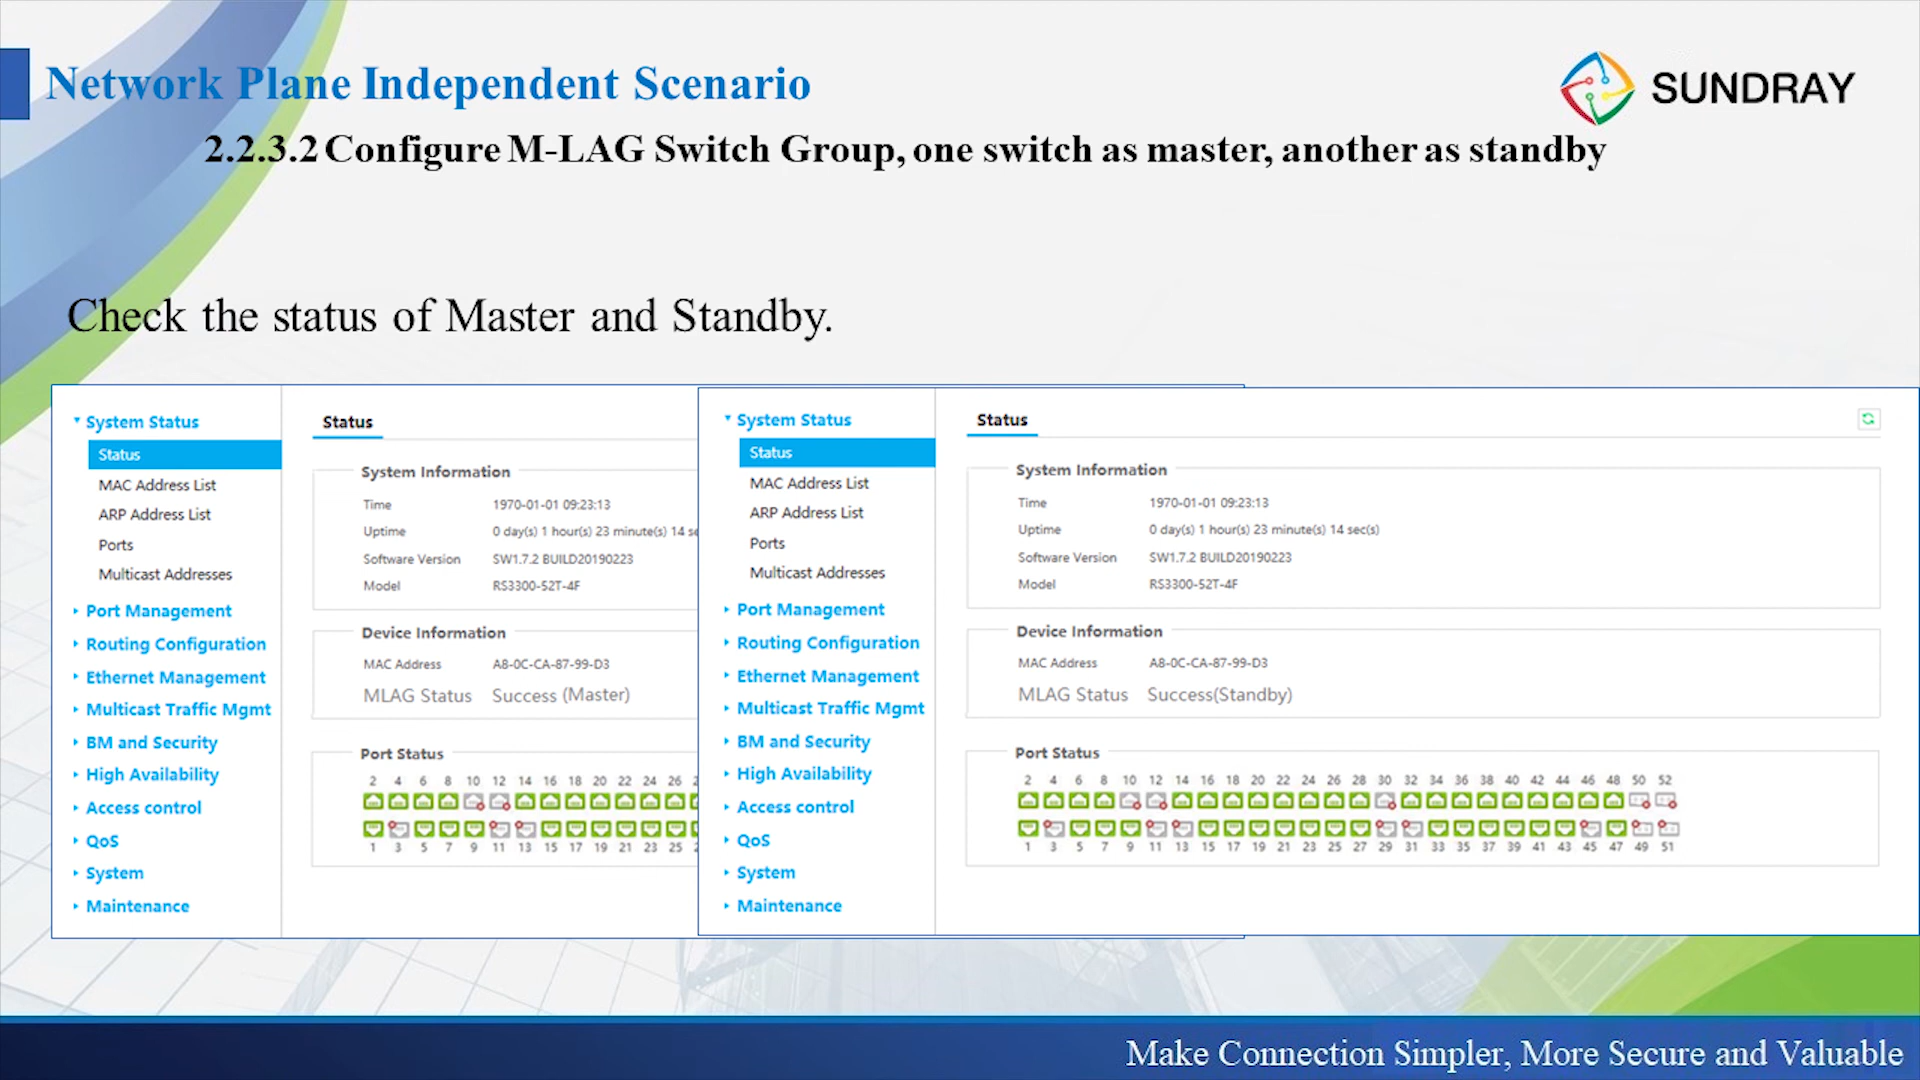 Network Plane Independent Scenario
SUNDRAY
2.2.3.2 Configure M-LAG Switch Group, one switch as master, another as standby
Check the status of Master and Standby.
System Status
Status
MAC Address List
ARP Address List
Ports
Multicast Addresses
Port Management
Routing Configuration
Ethernet Management
Multicast Traffic Mgmt
BM and Security
High Availability
Access control
QoS
System
Maintenance
Status
System Information
Time 1970-01-01 09:23:13
Uptime 0 day(s) 1 hour(s) 23 minute(s) 14 se
Software Version SW1.7.2 BUILD20190223
Model RS3300-52T-4F
Device Information
MAC Address A8-0C-CA-87-99-D3
MLAG Status Success (Master)
Port Status
2 4 6 8 10 12 14 16 18 20 22 24 26 2
1 3 5 7 9 11 13 15 17 19 21 23 25
System Status
Status
MAC Address List
ARP Address List
Ports
Multicast Addresses
Port Management
Routing Configuration
Ethernet Management
Multicast Traffic Mgmt
BM and Security
High Availability
Access control
QoS
System
Maintenance
Status
System Information
Time 1970-01-01 09:23:13
Uptime 0 day(s) 1 hour(s) 23 minute(s) 14 sec(s)
Software Version SW1.7.2 BUILD20190223
Model RS3300-52T-4F
Device Information
MAC Address A8-0C-CA-87-99-D3
MLAG Status Success(Standby)
Port Status
2 4 6 8 10 12 14 16 18 20 22 24 26 28 30 32 34 36 38 40 42 44 46 48 50 52
1 3 5 7 9 11 13 15 17 19 21 23 25 27 29 31 33 35 37 39 41 43 45 47 49 51
Make Connection Simpler, More Secure and Valuable